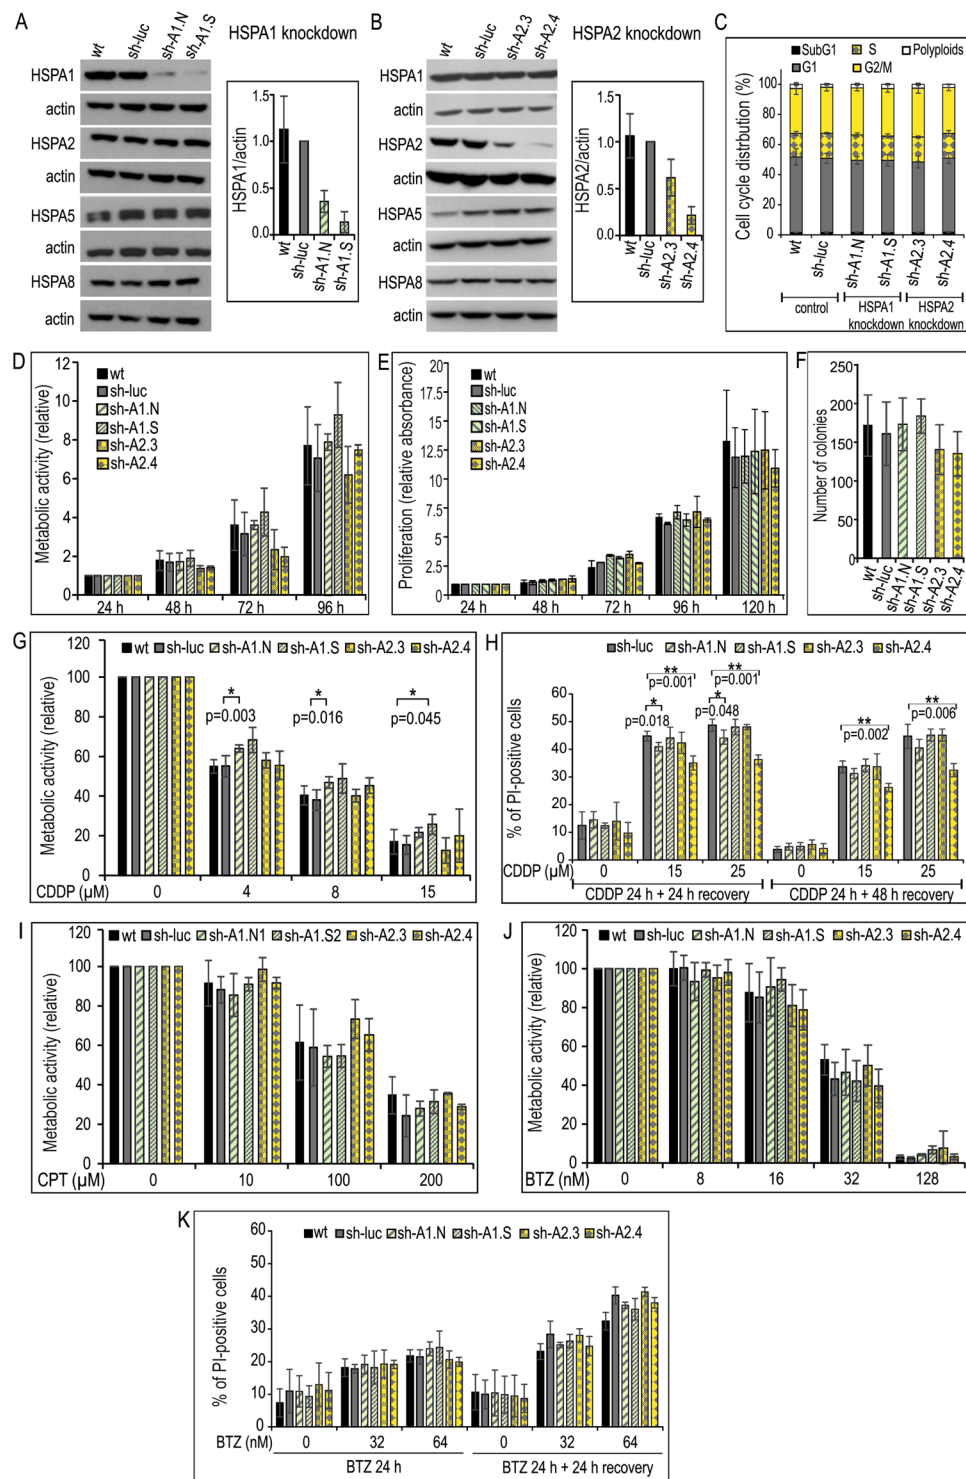 A
wt
sh-luc
sh-A1.N
sh-A1.S
HSPA1
actin
HSPA2
actin
HSPA5
actin
HSPA8
actin
HSPA1 knockdown
HSPA1/actin
1.5
1.0
0.5
0.0
wt
sh-luc
sh-A1.N
sh-A1.S
B
wt
sh-luc
sh-A2.3
sh-A2.4
HSPA1
actin
HSPA2
actin
HSPA5
actin
HSPA8
actin
HSPA2 knockdown
HSPA2/actin
1.5
1.0
0.5
0
wt
sh-luc
sh-A2.3
sh-A2.4
C
SubG1 S Polyploids
G1 G2/M
Cell cycle distribution (%)
100
80
60
40
20
0
wt
sh-luc
sh-A1.N
sh-A1.S
sh-A2.3
sh-A2.4
control
HSPA1 knockdown
HSPA2 knockdown
D
Metabolic activity (relative)
12
10
8
6
4
2
0
wt
sh-luc
sh-A1.N
sh-A1.S
sh-A2.3
sh-A2.4
24 h 48 h 72 h 96 h
E
Proliferation (relative absorbance)
20
17.5
15
12.5
10
7.5
5
2.5
0
wt
sh-luc
sh-A1.N
sh-A1.S
sh-A2.3
sh-A2.4
24 h 48 h 72 h 96 h 120 h
F
Number of colonies
250
200
150
100
50
0
wt
sh-luc
sh-A1.N
sh-A1.S
sh-A2.3
sh-A2.4
G
wt sh-luc sh-A1.N sh-A1.S sh-A2.3 sh-A2.4
Metabolic activity (relative)
120
100
80
60
40
20
0
* * *
p=0.003 p=0.016 p=0.045
CDDP (µM) 0 4 8 15
H
sh-luc sh-A1.N sh-A1.S sh-A2.3 sh-A2.4
% of PI-positive cells
60
50
40
30
20
10
0
** **
p=0.001 p=0.001
* *
p=0.018 p=0.048
** **
p=0.002 p=0.006
CDDP (µM) 0 15 25 0 15 25
CDDP 24 h + 24 h recovery CDDP 24 h + 48 h recovery
I
wt sh-luc sh-A1.N1 sh-A1.S2 sh-A2.3 sh-A2.4
Metabolic activity (relative)
120
100
80
60
40
20
0
CPT (µM) 0 10 100 200
J
wt sh-luc sh-A1.N sh-A1.S sh-A2.3 sh-A2.4
Metabolic activity (relative)
120
100
80
60
40
20
0
BTZ (nM) 0 8 16 32 128
K
wt sh-luc sh-A1.N sh-A1.S sh-A2.3 sh-A2.4
% of PI-positive cells
60
50
40
30
20
10
0
BTZ (nM) 0 32 64 0 32 64
BTZ 24 h BTZ 24 h + 24 h recovery